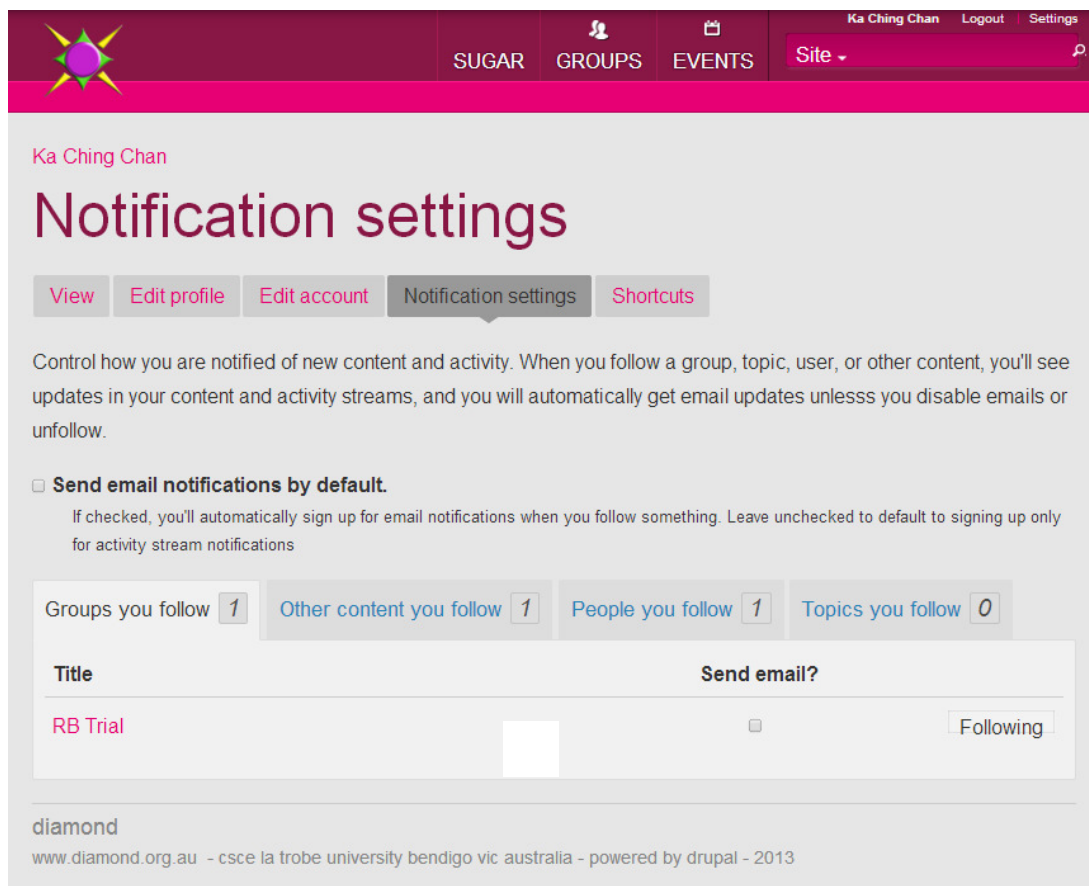 Ka Ching Chan Logout Settings
SUGAR GROUPS EVENTS Site
Ka Ching Chan
Notification settings
View Edit profile Edit account Notification settings Shortcuts
Control how you are notified of new content and activity. When you follow a group, topic, user, or other content, you'll see
updates in your content and activity streams, and you will automatically get email updates unlesss you disable emails or
unfollow.
Send email notifications by default.
If checked, you'll automatically sign up for email notifications when you follow something. Leave unchecked to default to signing up only
for activity stream notifications
Groups you follow 1 Other content you follow 1 People you follow 1 Topics you follow 0
Title Send email?
RB Trial Following
diamond
www.diamond.org.au - csce la trobe university bendigo vic australia - powered by drupal - 2013